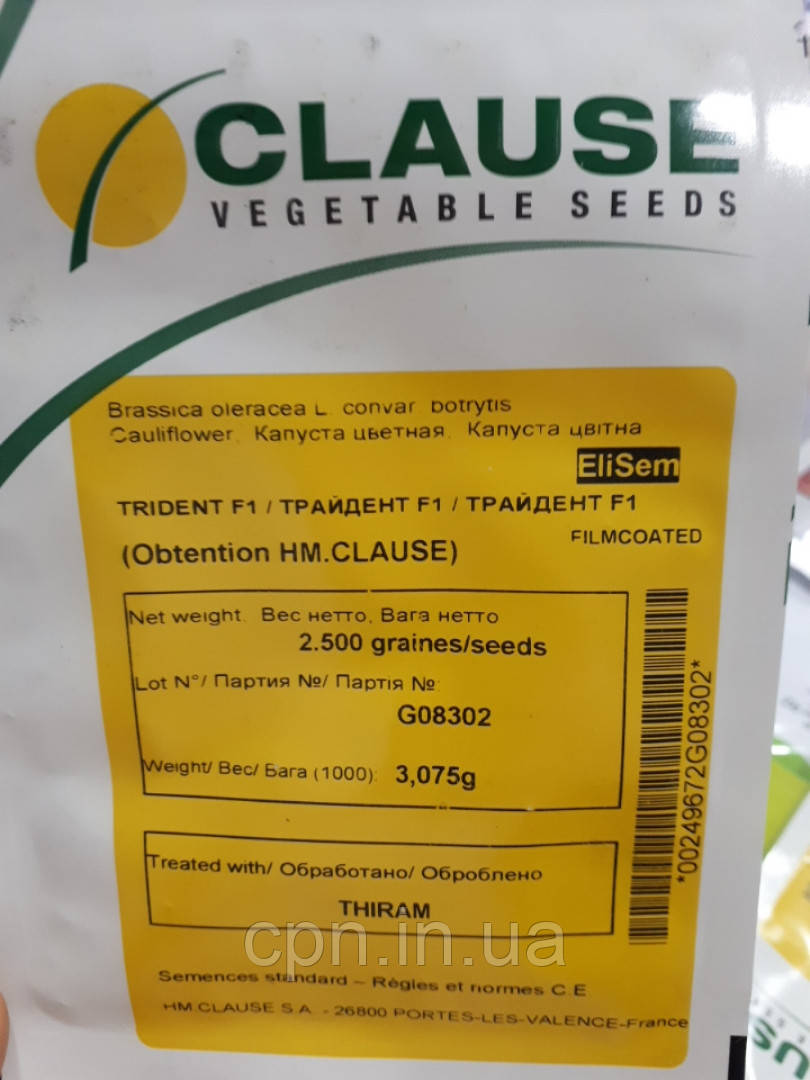 CLAUSE
VEGETABLE SEEDS
Brassica oleracea L. convar. botrytis
Cauliflower, Капуста цветная, Капуста цвітна
EliSem
TRIDENT F1 / ТРАЙДЕНТ F1 / ТРАЙДЕНТ F1
FILMCOATED
(Obtention HM.CLAUSE)
Net weight. Вес нетто, Вага нетто
2.500 graines/seeds
Lot N°/ Партия №/ Партія №:
G08302
Weight/ Вес/ Вага (1000): 3,075g
*00249672G08302*
Treated with/ Обработано/ Оброблено
THIRAM
cpn.in.ua
Semences standard – Règles et normes C.E
HM.CLAUSE S.A. - 26800 PORTES-LES-VALENCE-France